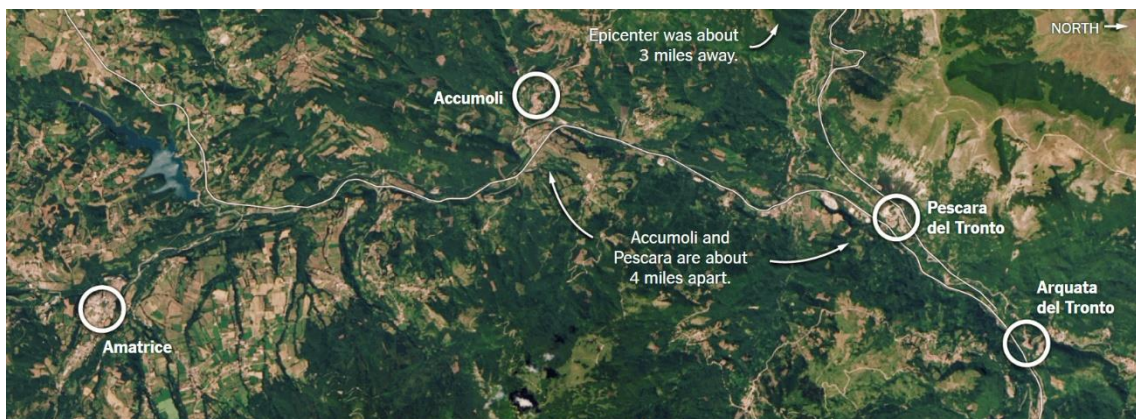 Epicenter was about
3 miles away.
NORTH
Accumoli
Pescara
del Tronto
Accumoli and
Pescara are about
4 miles apart.
Arquata
del Tronto
Amatrice